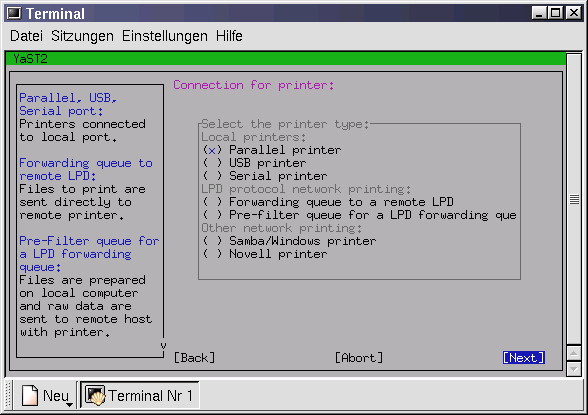 Terminal
Datei Sitzungen Einstellungen Hilfe
YaST2
Parallel, USB,
Serial port:
Printers connected
to local port.
Forwarding queue to
remote LPD:
Files to print are
sent directly to
remote printer.
Pre-Filter queue for
a LPD forwarding
queue:
Files are prepared
on local computer
and raw data are
sent to remote host
with printer.
v
Connection for printer:
Select the printer type:
Local printers:
(x) Parallel printer
( ) USB printer
( ) Serial printer
LPD protocol network printing:
( ) Forwarding queue to a remote LPD
( ) Pre-filter queue for a LPD forwarding que
Other network printing:
( ) Samba/Windows printer
( ) Novell printer
[Back] [Abort] [Next]
Neu Terminal Nr 1